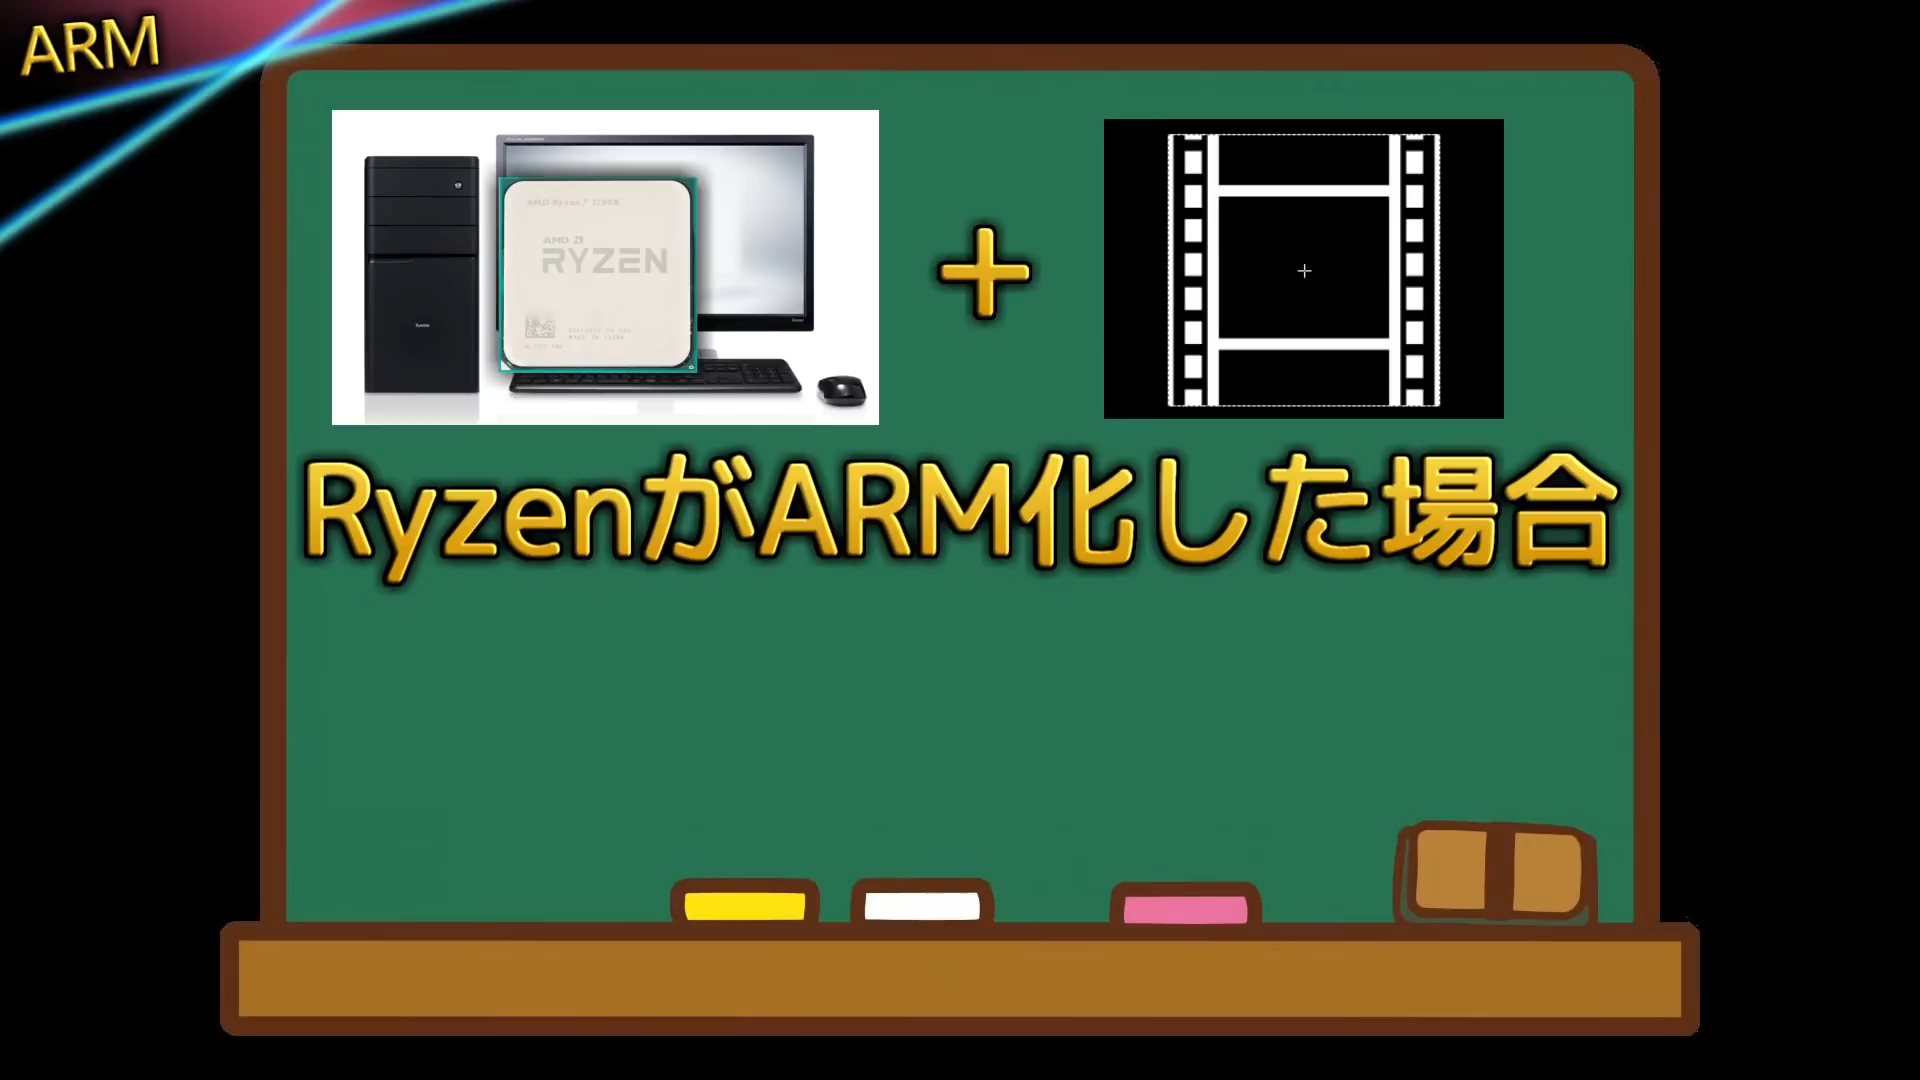 ARM
AMD Ryzen 7 2700X
AMD
RYZEN
RyzenがARM化した場合